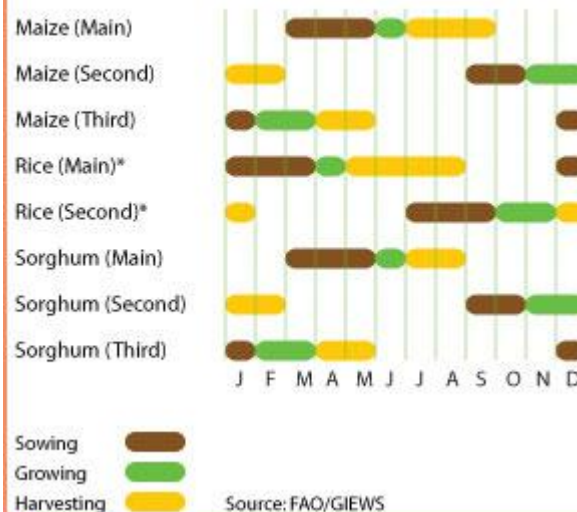 Maize (Main)
Maize (Second)
Maize (Third)
Rice (Main)*
Rice (Second)*
Sorghum (Main)
Sorghum (Second)
Sorghum (Third)
J F M A M J J A S O N D
Sowing
Growing
Harvesting
Source: FAO/GIEWS